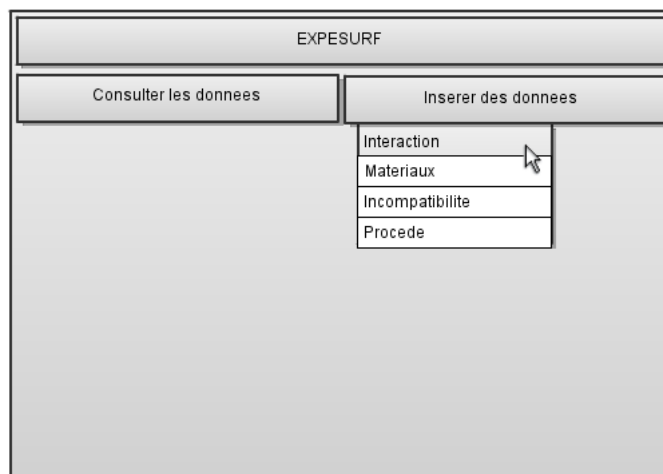 EXPESURF
Consulter les donnees
Inserer des donnees
Interaction
Materiaux
Incompatibilite
Procede